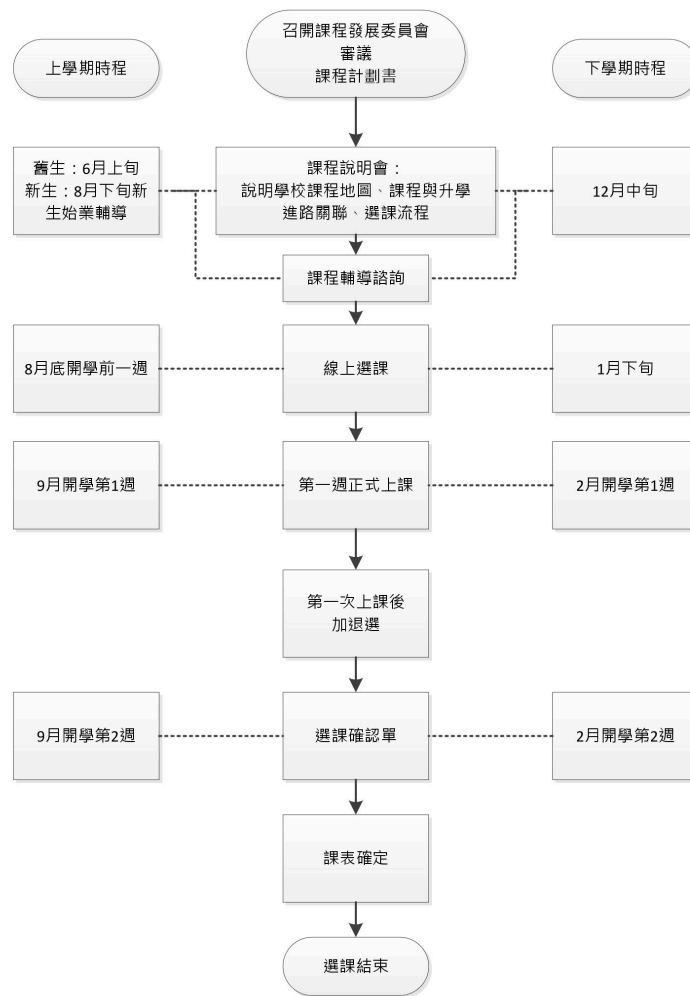 召開課程發展委員會
審議
課程計劃書
上學期時程
下學期時程
舊生：6月上旬
新生：8月下旬新
生始業輔導
課程說明會：
說明學校課程地圖、課程與升學
進路關聯、選課流程
12月中旬
課程輔導諮詢
8月底開學前一週
線上選課
1月下旬
9月開學第1週
第一週正式上課
2月開學第1週
第一次上課後
加退選
9月開學第2週
選課確認單
2月開學第2週
課表確定
選課結束